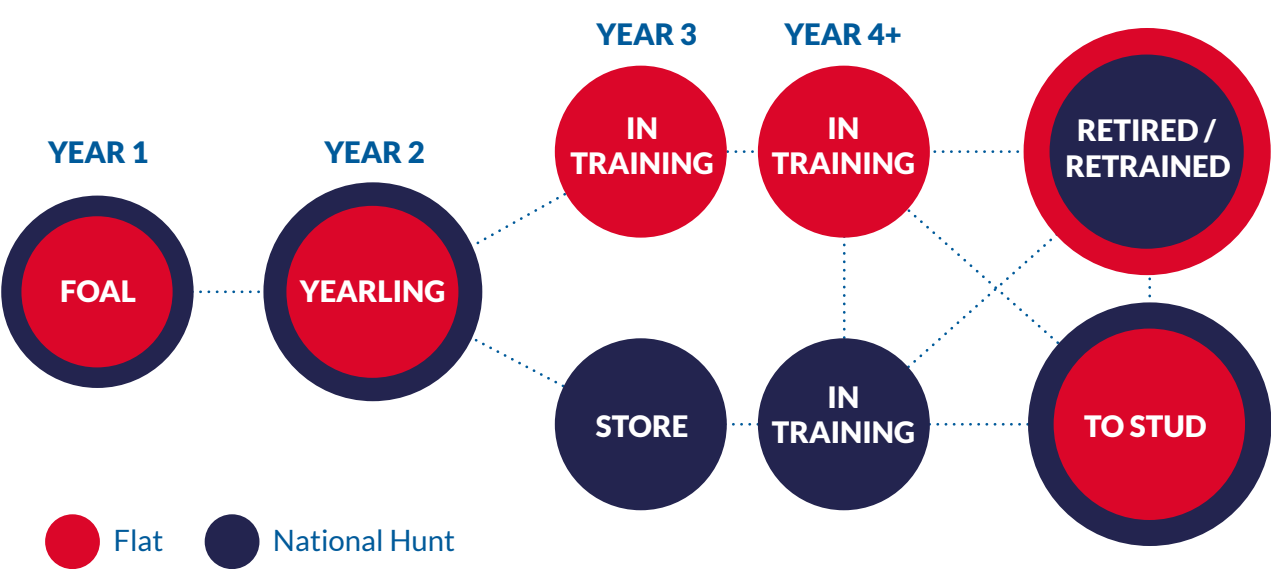 YEAR 1
YEAR 2
YEAR 3
YEAR 4+
FOAL
YEARLING
IN
TRAINING
IN
TRAINING
RETIRED /
RETRAINED
STORE
IN
TRAINING
TO STUD
Flat
National Hunt